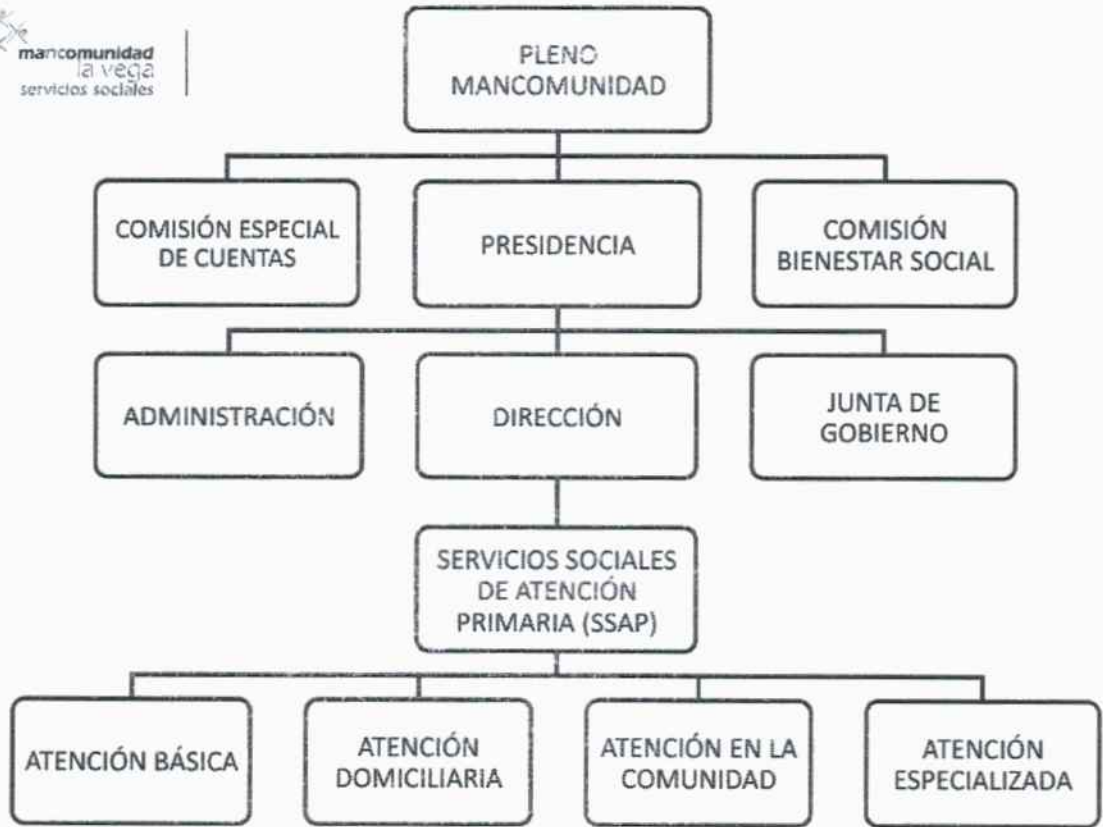 mancomunidad
la vega
servicios sociales
PLENO
MANCOMUNIDAD
COMISIÓN ESPECIAL
DE CUENTAS
PRESIDENCIA
COMISIÓN
BIENESTAR SOCIAL
ADMINISTRACIÓN
DIRECCIÓN
JUNTA DE
GOBIERNO
SERVICIOS SOCIALES
DE ATENCIÓN
PRIMARIA (SSAP)
ATENCIÓN BÁSICA
ATENCIÓN
DOMICILIARIA
ATENCIÓN EN LA
COMUNIDAD
ATENCIÓN
ESPECIALIZADA